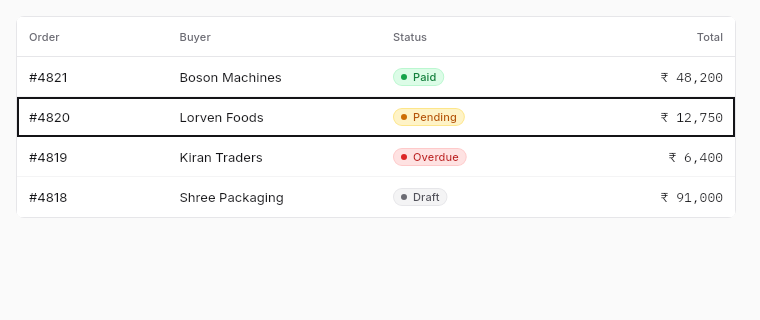 Order Buyer Status Total
#4821 Boson Machines Paid ₹ 48,200
#4820 Lorven Foods Pending ₹ 12,750
#4819 Kiran Traders Overdue ₹ 6,400
#4818 Shree Packaging Draft ₹ 91,000